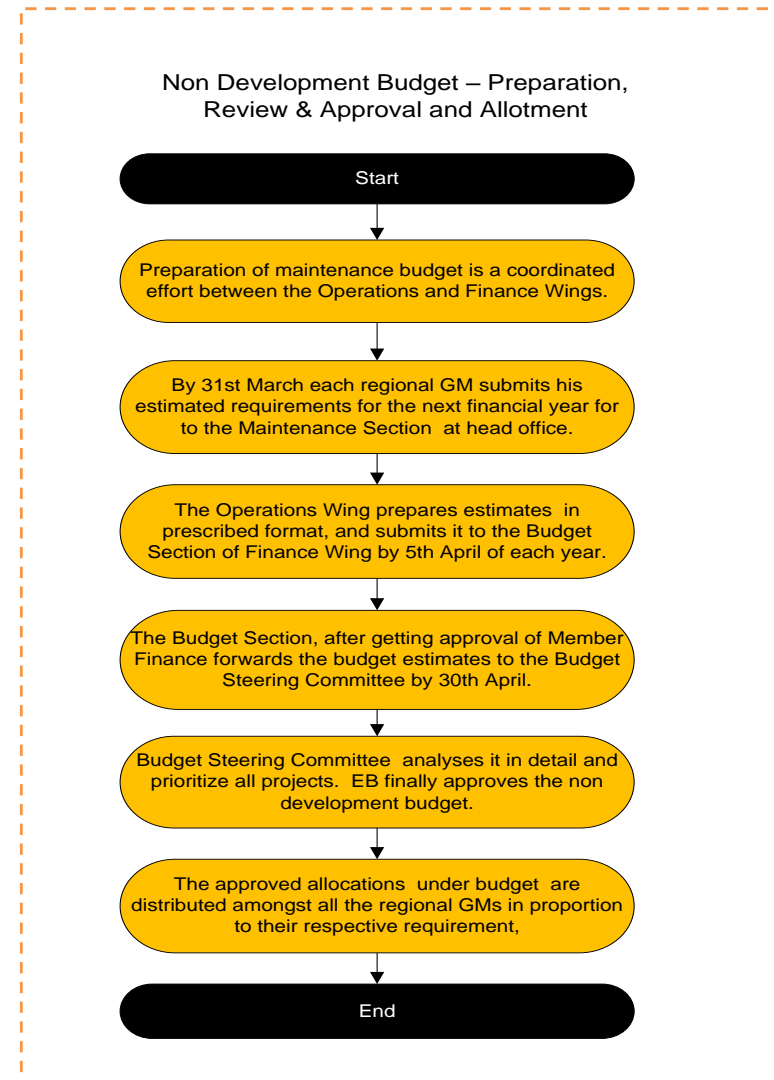 Non Development Budget – Preparation,
Review & Approval and Allotment
Start
Preparation of maintenance budget is a coordinated
effort between the Operations and Finance Wings.
By 31st March each regional GM submits his
estimated requirements for the next financial year for
to the Maintenance Section at head office.
The Operations Wing prepares estimates in
prescribed format, and submits it to the Budget
Section of Finance Wing by 5th April of each year.
The Budget Section, after getting approval of Member
Finance forwards the budget estimates to the Budget
Steering Committee by 30th April.
Budget Steering Committee analyses it in detail and
prioritize all projects. EB finally approves the non
development budget.
The approved allocations under budget are
distributed amongst all the regional GMs in proportion
to their respective requirement,
End